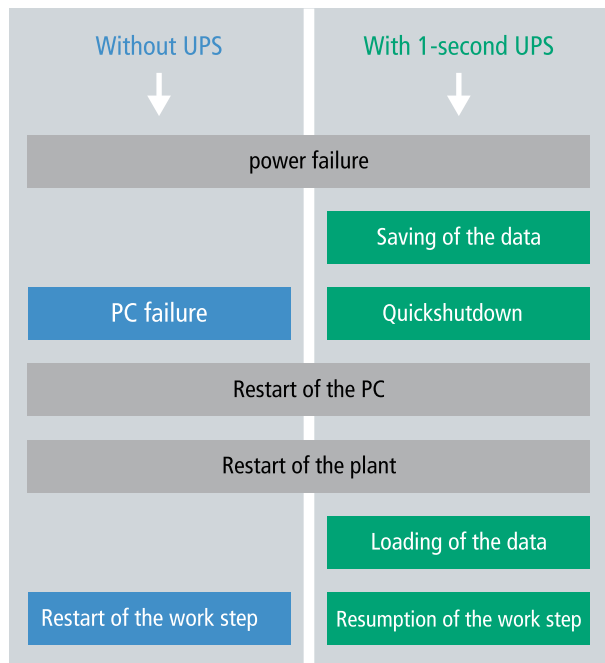 Without UPS
With 1-second UPS
power failure
Saving of the data
PC failure
Quickshutdown
Restart of the PC
Restart of the plant
Loading of the data
Restart of the work step
Resumption of the work step